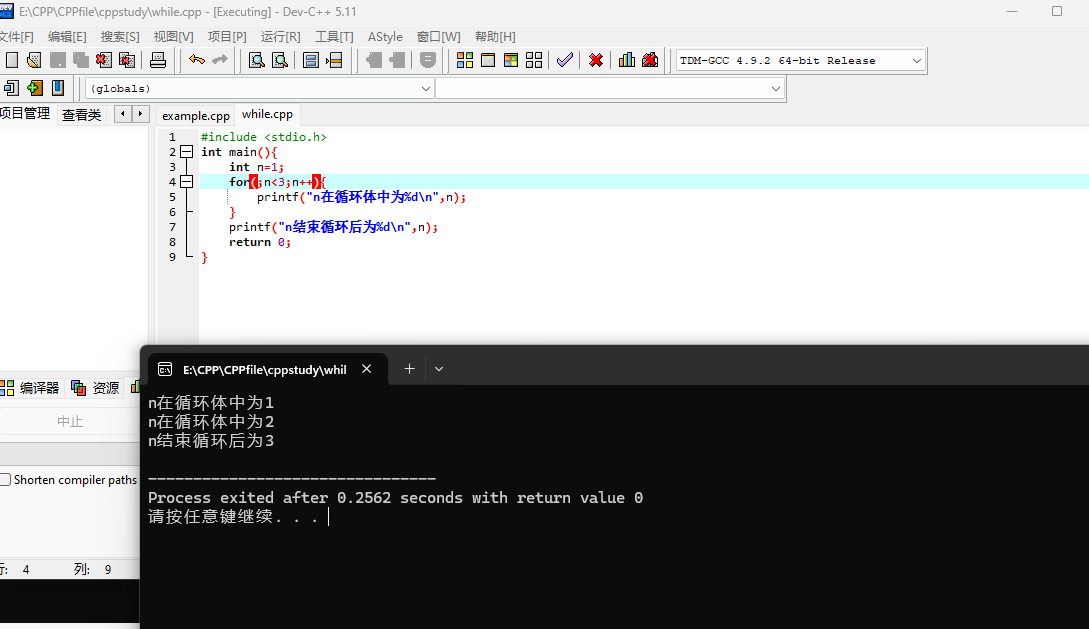 E:\CPP\CPPfile\cppstudy\while.cpp - [Executing] - Dev-C++ 5.11
文件[F] 编辑[E] 搜索[S] 视图[V] 项目[P] 运行[R] 工具[T] AStyle 窗口[W] 帮助[H]
TDM-GCC 4.9.2 64-bit Release
(globals)
项目管理 查看类 example.cpp while.cpp
1 #include <stdio.h>
2 int main(){
3 int n=1;
4 for(;n<3;n++){
5 printf("n在循环体中为%d\n",n);
6 }
7 printf("n结束循环后为%d\n",n);
8 return 0;
9 }
E:\CPP\CPPfile\cppstudy\whil
编译器 资源
中止
Shorten compiler paths
行: 4 列: 9
n在循环体中为1
n在循环体中为2
n结束循环后为3
--------------------------------
Process exited after 0.2562 seconds with return value 0
请按任意键继续. . .